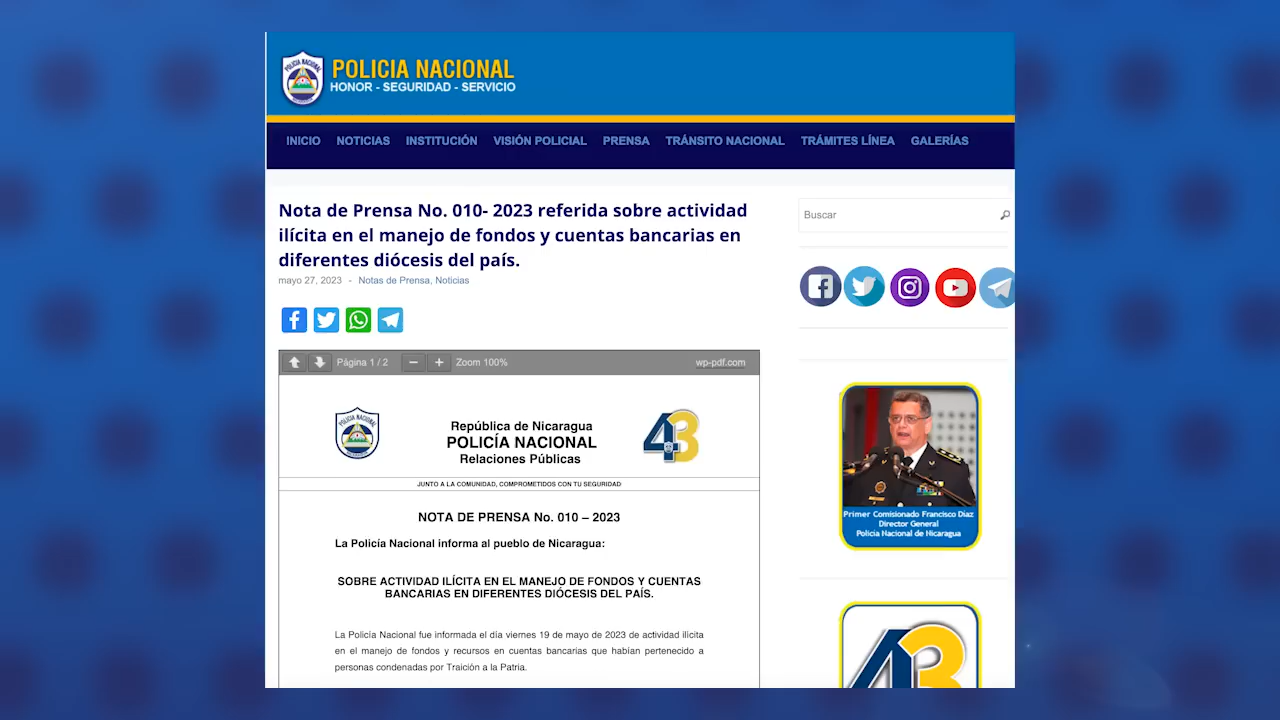 POLICIA NACIONAL
HONOR - SEGURIDAD - SERVICIO
INICIO NOTICIAS INSTITUCIÓN VISIÓN POLICIAL PRENSA TRÁNSITO NACIONAL TRÁMITES LÍNEA GALERÍAS
Nota de Prensa No. 010- 2023 referida sobre actividad
ilícita en el manejo de fondos y cuentas bancarias en
diferentes diócesis del país.
mayo 27, 2023 - Notas de Prensa, Noticias
Página 1 / 2 Zoom 100% wp-pdf.com
República de Nicaragua
POLICÍA NACIONAL
Relaciones Públicas
43
JUNTO A LA COMUNIDAD, COMPROMETIDOS CON TU SEGURIDAD
NOTA DE PRENSA No. 010 – 2023
La Policía Nacional informa al pueblo de Nicaragua:
SOBRE ACTIVIDAD ILÍCITA EN EL MANEJO DE FONDOS Y CUENTAS
BANCARIAS EN DIFERENTES DIÓCESIS DEL PAÍS.
La Policía Nacional fue informada el día viernes 19 de mayo de 2023 de actividad ilícita
en el manejo de fondos y recursos en cuentas bancarias que habían pertenecido a
personas condenadas por Traición a la Patria.
Buscar
Primer Comisionado Francisco Diaz
Director General
Policia Nacional de Nicaragua
43